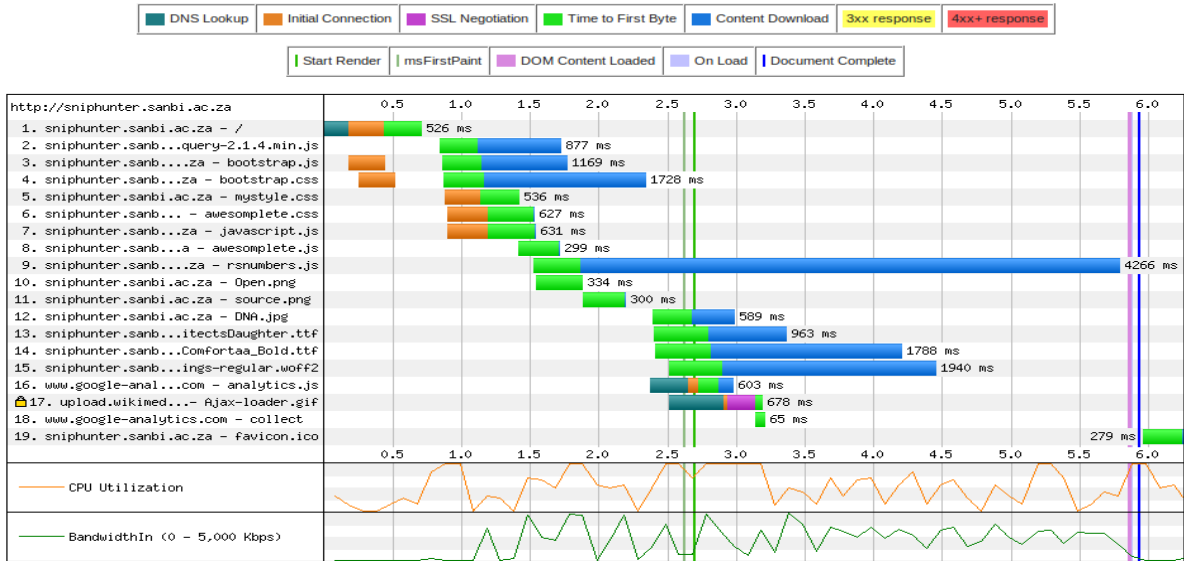 DNS Lookup Initial Connection SSL Negotiation Time to First Byte Content Download 3xx response 4xx+ response
Start Render msFirstPaint DOM Content Loaded On Load Document Complete
http://sniphunter.sanbi.ac.za 0.5 1.0 1.5 2.0 2.5 3.0 3.5 4.0 4.5 5.0 5.5 6.0
1. sniphunter.sanbi.ac.za - / 526 ms
2. sniphunter.sanb...query-2.1.4.min.js 877 ms
3. sniphunter.sanb....za - bootstrap.js 1169 ms
4. sniphunter.sanb...za - bootstrap.css 1728 ms
5. sniphunter.sanbi.ac.za - mystyle.css 536 ms
6. sniphunter.sanb... - awesomplete.css 627 ms
7. sniphunter.sanb...za - javascript.js 631 ms
8. sniphunter.sanb...a - awesomplete.js 299 ms
9. sniphunter.sanb....za - rsnumbers.js 4266 ms
10. sniphunter.sanbi.ac.za - Open.png 334 ms
11. sniphunter.sanbi.ac.za - source.png 300 ms
12. sniphunter.sanbi.ac.za - DNA.jpg 589 ms
13. sniphunter.sanb...itectsDaughter.ttf 963 ms
14. sniphunter.sanb...Comfortaa_Bold.ttf 1788 ms
15. sniphunter.sanb...ings-regular.woff2 1940 ms
16. www.google-anal...com - analytics.js 603 ms
17. upload.wikimed...- Ajax-loader.gif 678 ms
18. www.google-analytics.com - collect 65 ms
19. sniphunter.sanbi.ac.za - favicon.ico 279 ms
0.5 1.0 1.5 2.0 2.5 3.0 3.5 4.0 4.5 5.0 5.5 6.0
CPU Utilization
BandwidthIn (0 - 5,000 Kbps)